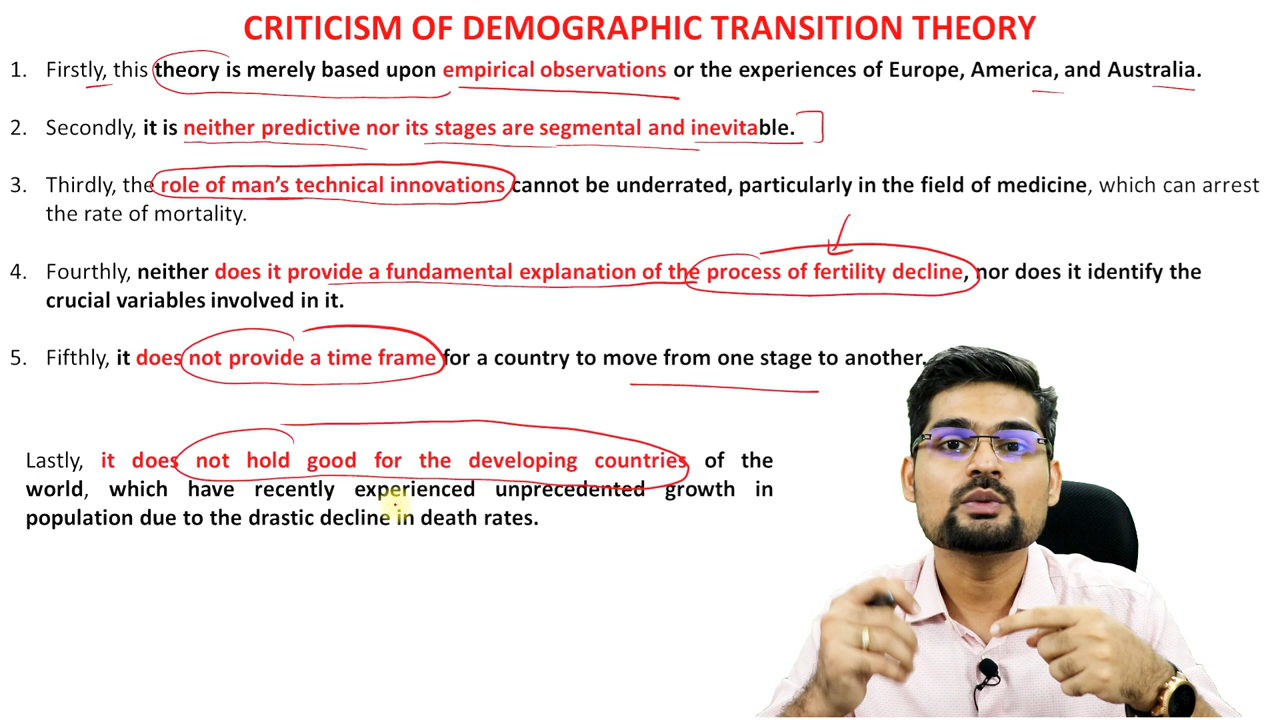 CRITICISM OF DEMOGRAPHIC TRANSITION THEORY
1. Firstly, this theory is merely based upon empirical observations or the experiences of Europe, America, and Australia.
2. Secondly, it is neither predictive nor its stages are segmental and inevitable.
3. Thirdly, the role of man's technical innovations cannot be underrated, particularly in the field of medicine, which can arrest
the rate of mortality.
4. Fourthly, neither does it provide a fundamental explanation of the process of fertility decline, nor does it identify the
crucial variables involved in it.
5. Fifthly, it does not provide a time frame for a country to move from one stage to another.
Lastly, it does not hold good for the developing countries of the
world, which have recently experienced unprecedented growth in
population due to the drastic decline in death rates.